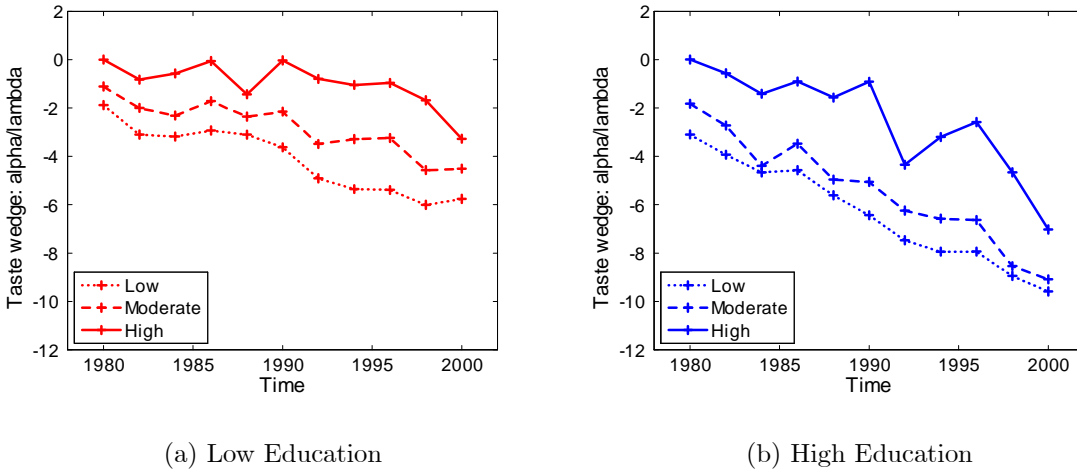 Taste wedge: alpha/lambda
0
-2
-4
-6
-8
-10
-12
1980
1985
1990
1995
2000
Time
Low
Moderate
High
(a) Low Education
Taste wedge: alpha/lambda
0
-2
-4
-6
-8
-10
-12
1980
1985
1990
1995
2000
Time
Low
Moderate
High
(b) High Education